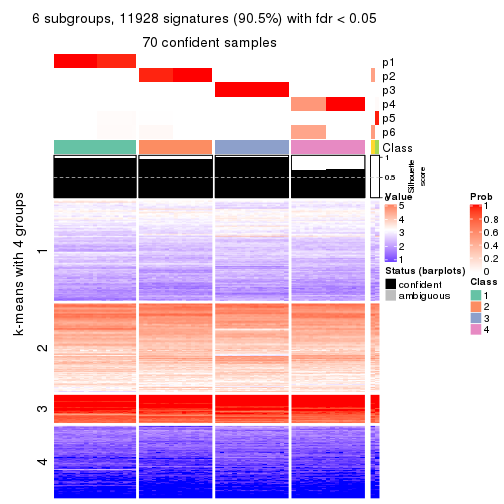 6 subgroups, 11928 signatures (90.5%) with fdr < 0.05
70 confident samples
p1
p2
p3
p4
p5
p6
Class
1
0.5
0
Silhouette
score
k-means with 4 groups
1
2
3
4
Value
5
4
3
2
1
Status (barplots)
confident
ambiguous
Prob
1
0.8
0.6
0.4
0.2
0
Class
1
2
3
4